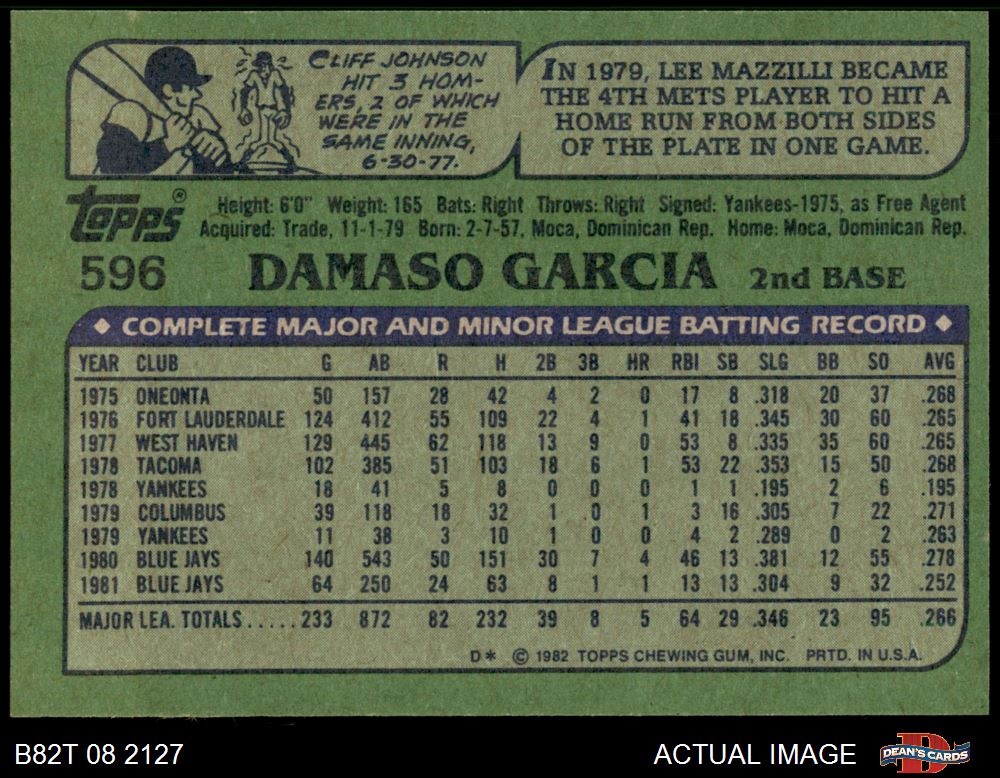 CLIFF JOHNSON
HIT 3 HOM-
ERS, 2 OF WHICH
WERE IN THE
SAME INNING,
6-30-77.
IN 1979, LEE MAZZILLI BECAME
THE 4TH METS PLAYER TO HIT A
HOME RUN FROM BOTH SIDES
OF THE PLATE IN ONE GAME.
Topps®
Height: 6'0" Weight: 165 Bats: Right Throws: Right Signed: Yankees-1975, as Free Agent
Acquired: Trade, 11-1-79 Born: 2-7-57, Moca, Dominican Rep. Home: Moca, Dominican Rep.
596 DAMASO GARCIA 2nd BASE
◆ COMPLETE MAJOR AND MINOR LEAGUE BATTING RECORD ◆
YEAR CLUB G AB R H 2B 3B HR RBI SB SLG BB SO AVG
1975 ONEONTA 50 157 28 42 4 2 0 17 8 .318 20 37 .268
1976 FORT LAUDERDALE 124 412 55 109 22 4 1 41 18 .345 30 60 .265
1977 WEST HAVEN 129 445 62 118 13 9 0 53 8 .335 35 60 .265
1978 TACOMA 102 385 51 103 18 6 1 53 22 .353 15 50 .268
1978 YANKEES 18 41 5 8 0 0 0 1 1 .195 2 6 .195
1979 COLUMBUS 39 118 18 32 1 0 1 3 16 .305 7 22 .271
1979 YANKEES 11 38 3 10 1 0 0 4 2 .289 0 2 .263
1980 BLUE JAYS 140 543 50 151 30 7 4 46 13 .381 12 55 .278
1981 BLUE JAYS 64 250 24 63 8 1 1 13 13 .304 9 32 .252
MAJOR LEA. TOTALS.....233 872 82 232 39 8 5 64 29 .346 23 95 .266
D* © 1982 TOPPS CHEWING GUM, INC. PRTD. IN U.S.A.
B82T 08 2127 ACTUAL IMAGE D DEAN'S CARDS